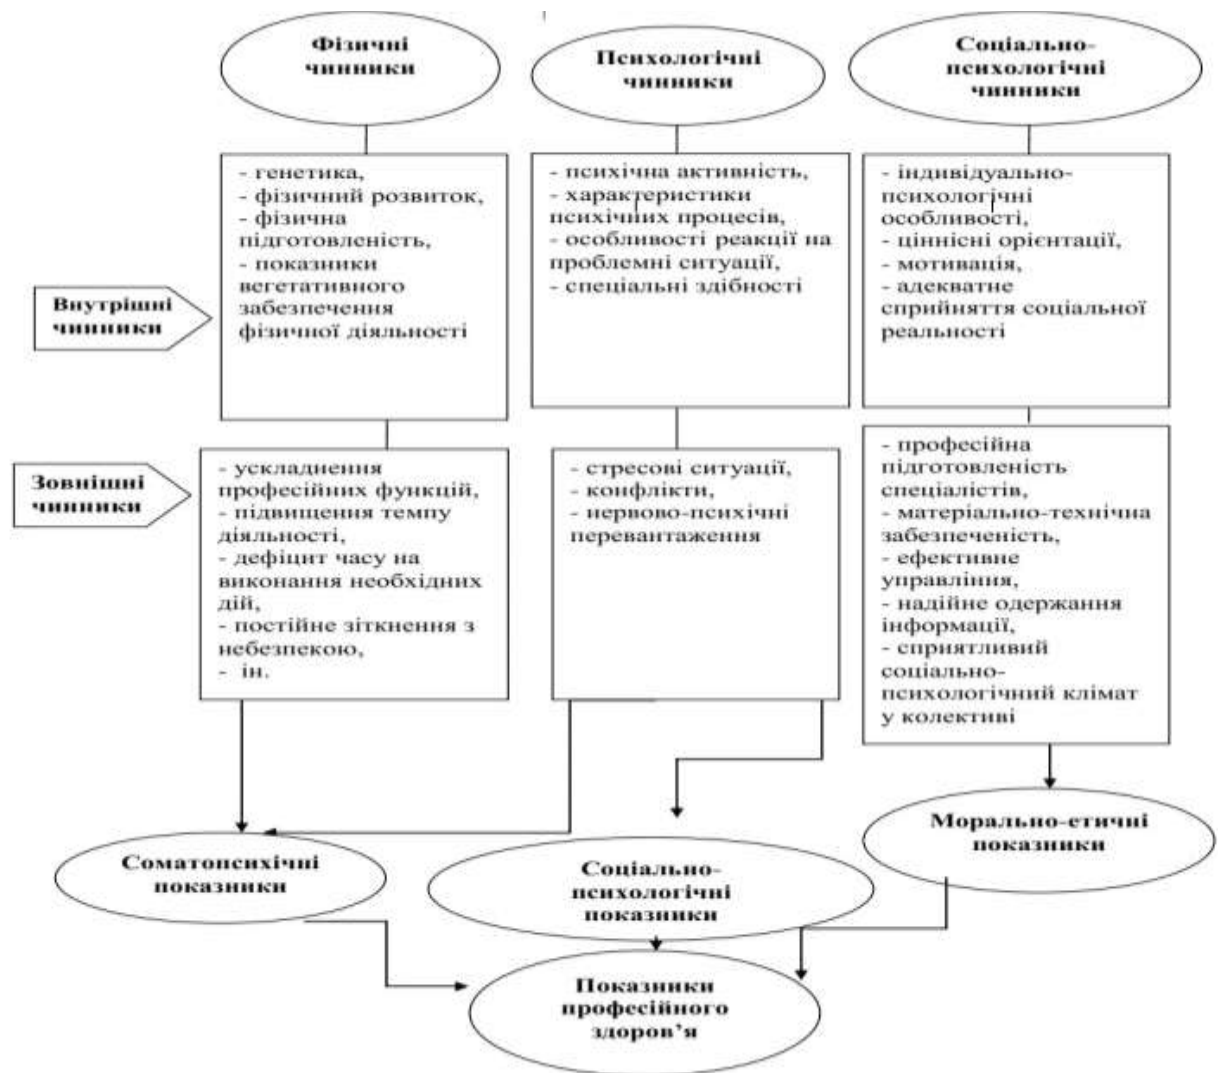 Фізичні
чинники
Психологічні
чинники
Соціально-
психологічні
чинники
Внутрішні
чинники
- генетика,
- фізичний розвиток,
- фізична
підготовленість,
- показники
вегетативного
забезпечення
фізичної діяльності
- психічна активність,
- характеристики
психічних процесів,
- особливості реакції на
проблемні ситуації,
- спеціальні здібності
- індивідуально-
психологічні
особливості,
- ціннісні орієнтації,
- мотивація,
- адекватне
сприйняття соціальної
реальності
Зовнішні
чинники
- ускладнення
професійних функцій,
- підвищення темпу
діяльності,
- дефіцит часу на
виконання необхідних
дій,
- постійне зіткнення з
небезпекою,
- ін.
- стресові ситуації,
- конфлікти,
- нервово-психічні
перевантаження
- професійна
підготовленість
спеціалістів,
- матеріально-технічна
забезпеченість,
- ефективне
управління,
- надійне одержання
інформації,
- сприятливий
соціально-
психологічний клімат
у колективі
Соматопсихічні
показники
Соціально-
психологічні
показники
Морально-етичні
показники
Показники
професійного
здоров’я